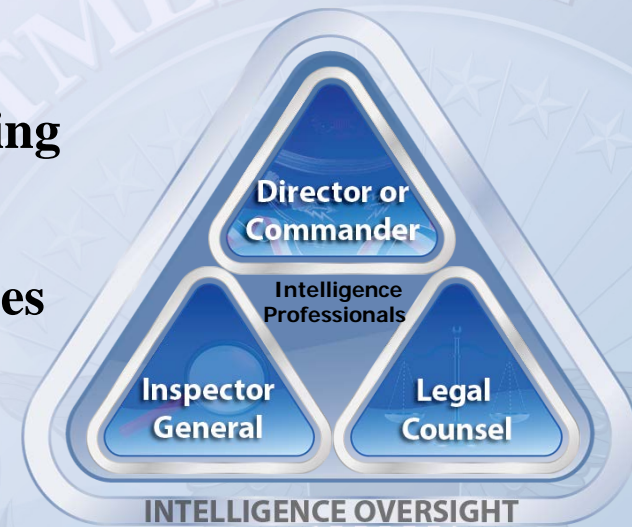 ing
es
Director or
Commander
Intelligence
Professionals
Inspector
General
Legal
Counsel
INTELLIGENCE OVERSIGHT